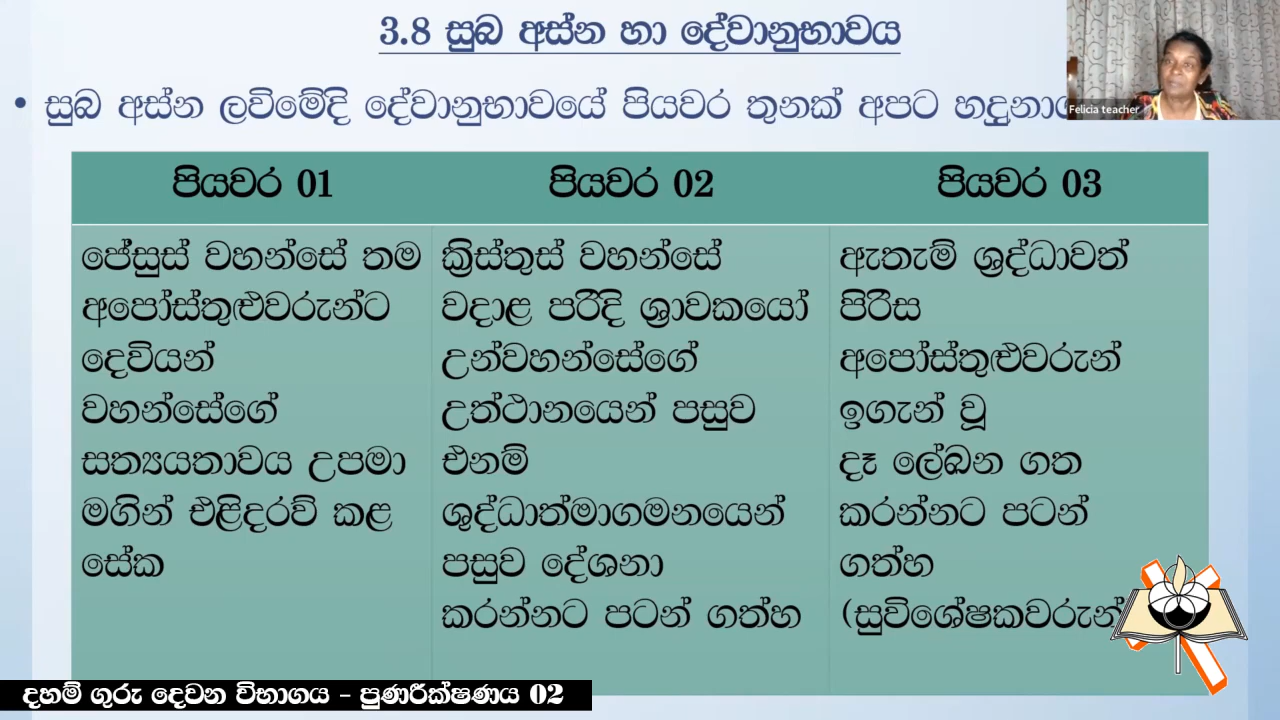 3.8 සුබ අස්න හා දේවානුභාවය
• සුබ අස්න ලවිමේදි දේවානුභාවයේ පියවර තුනක් අපට
Felicia teacher
පියවර 01
ජේසුස් වහන්සේ තම
අපෝස්තුළුවරුන්ට
දෙවියන්
වහන්සේගේ
සත්‍යයතාවය උපමා
මගින් එළිදරව් කළ
සේක
පියවර 02
ක්‍රිස්තුස් වහන්සේ
වදාළ පරිදි ශ්‍රාවකයෝ
උන්වහන්සේගේ
උත්ථානයෙන් පසුව
එනම්
ශුද්ධාත්මාගමනයෙන්
පසුව දේශනා
කරන්නට පටන් ගත්හ
පියවර 03
ඇතැම් ශ්‍රද්ධාවත්
පිරිස
අපෝස්තුළුවරුන්
ඉගැන් වූ
දෑ ලේඛන ගත
කරන්නට පටන්
ගත්හ
(සුවිශේෂකවරුන්
දහම් ගුරු දෙවන විභාගය - පුණරීක්ෂණය 02